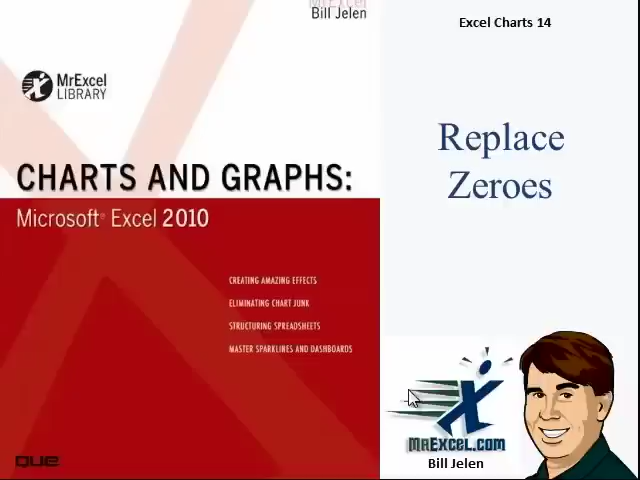 Bill Jelen
MrExcel
LIBRARY
CHARTS AND GRAPHS:
Microsoft® Excel 2010
CREATING AMAZING EFFECTS
ELIMINATING CHART JUNK
STRUCTURING SPREADSHEETS
MASTER SPARKLINES AND DASHBOARDS
QUE
Excel Charts 14
Replace
Zeroes
MREXCEL.COM
Bill Jelen